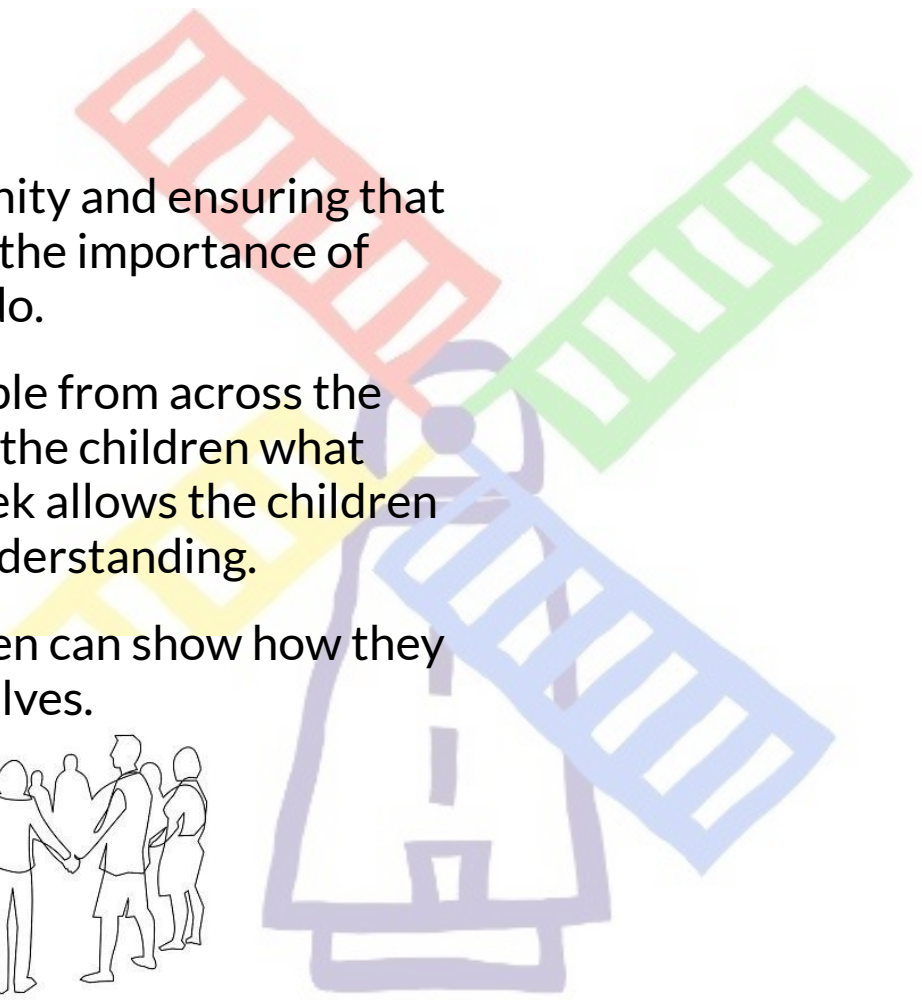 nity and ensuring that
the importance of
do.
ple from across the
the children what
ek allows the children
derstanding.
en can show how they
lves.